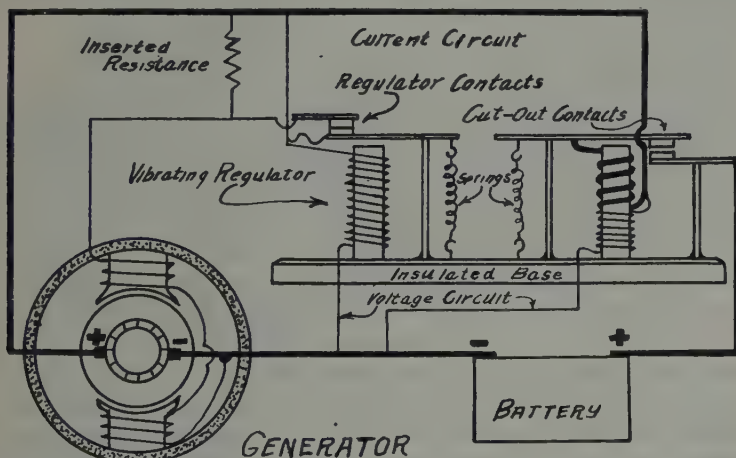 Current Circuit
Inserted
Resistance
Regulator Contacts
Cut-Out Contacts
Vibrating Regulator
Springs
Insulated Base
Voltage Circuit
+
-
-
+
BATTERY
GENERATOR